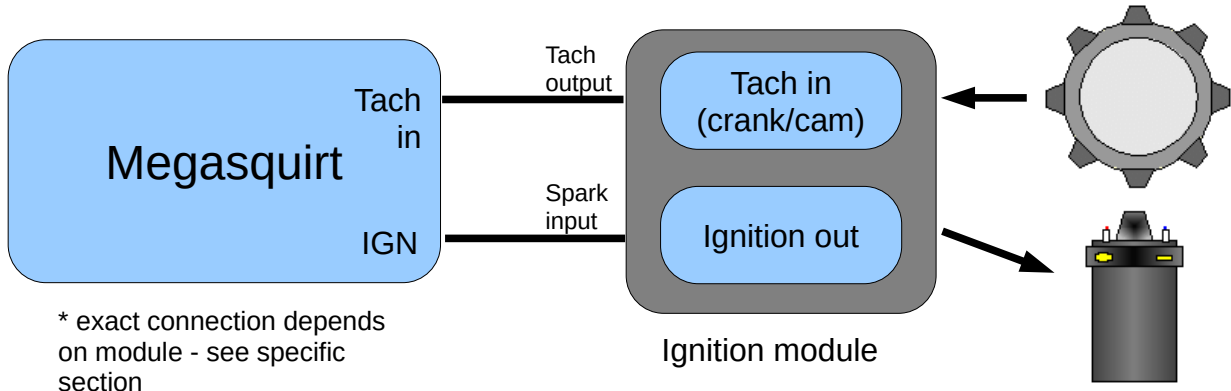 Megasquirt
Tach
in
IGN
Tach
output
Spark
input
Tach in
(crank/cam)
Ignition out
Ignition module
* exact connection depends
on module - see specific
section